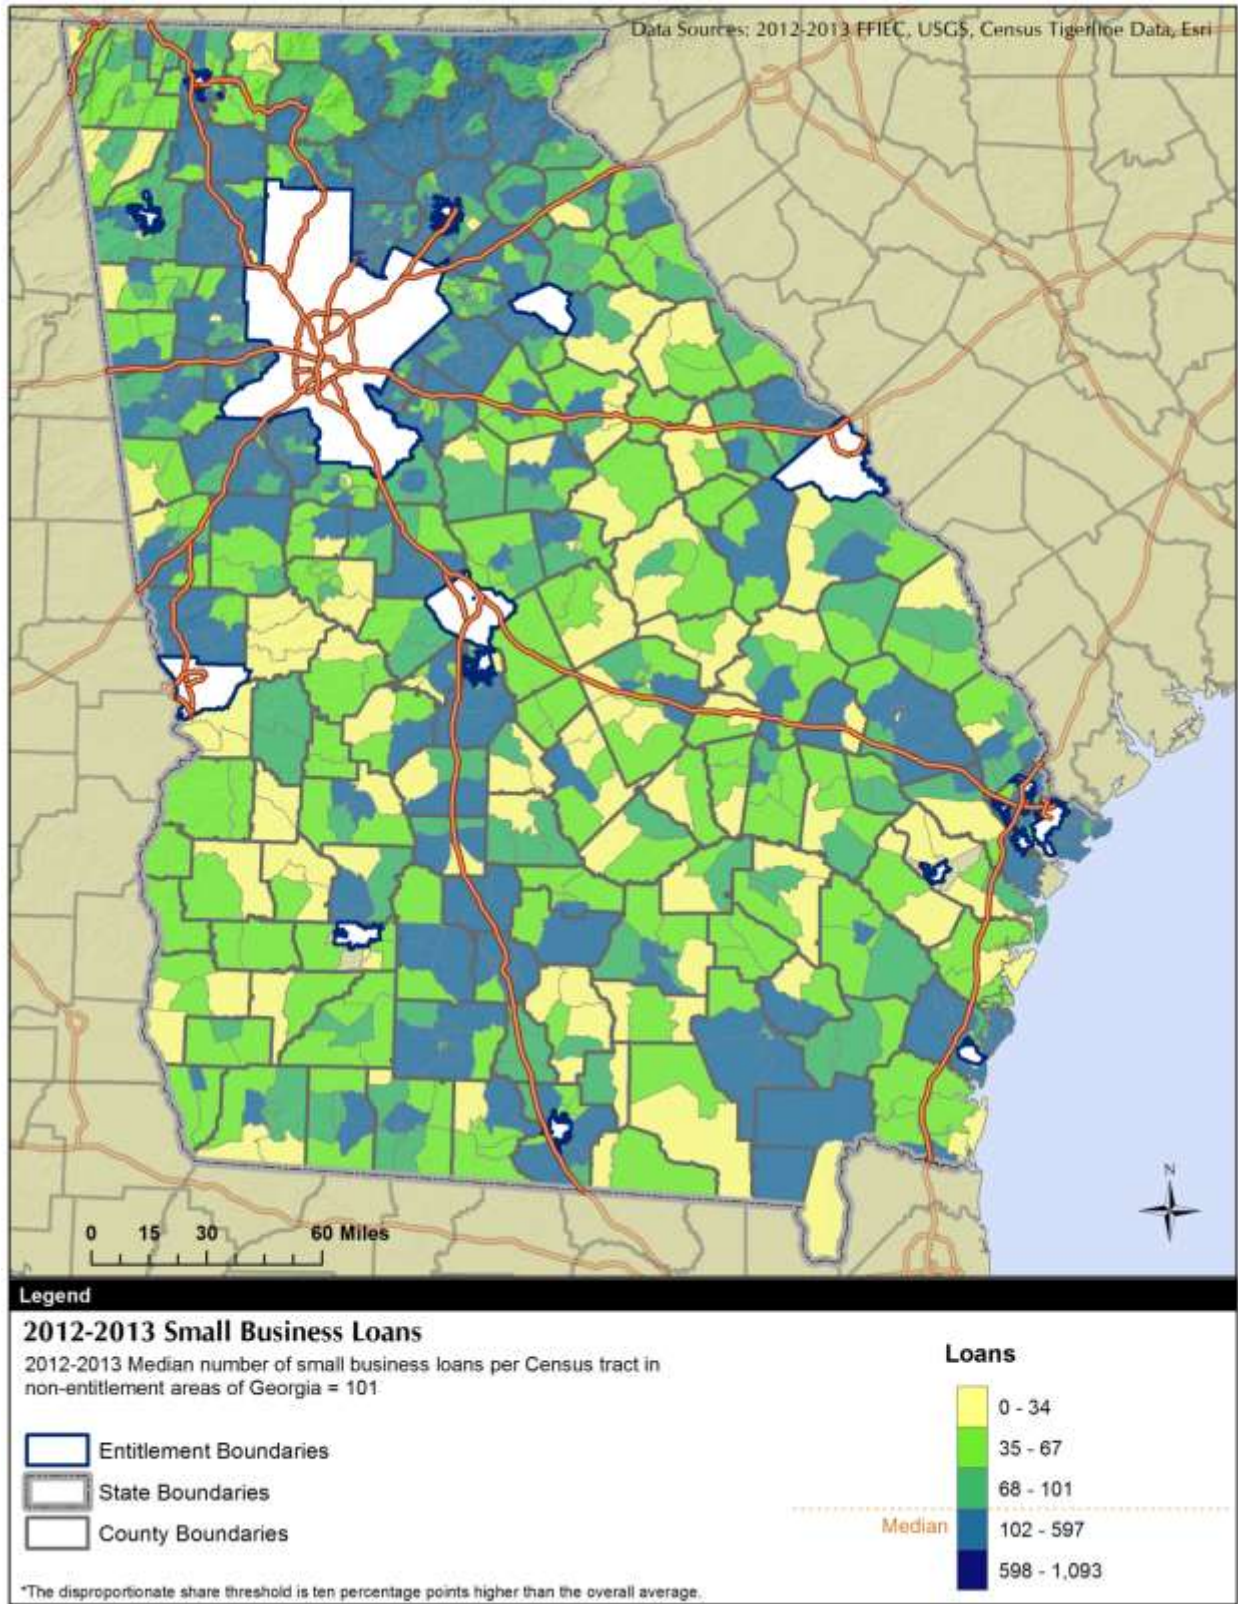 Data Sources: 2012-2013 FFIEC, USGS, Census Tigerline Data, Esri
N
0 15 30 60 Miles
Legend
2012-2013 Small Business Loans
2012-2013 Median number of small business loans per Census tract in
non-entitlement areas of Georgia = 101
Entitlement Boundaries
State Boundaries
County Boundaries
*The disproportionate share threshold is ten percentage points higher than the overall average.
Loans
0 - 34
35 - 67
68 - 101
Median
102 - 597
598 - 1,093